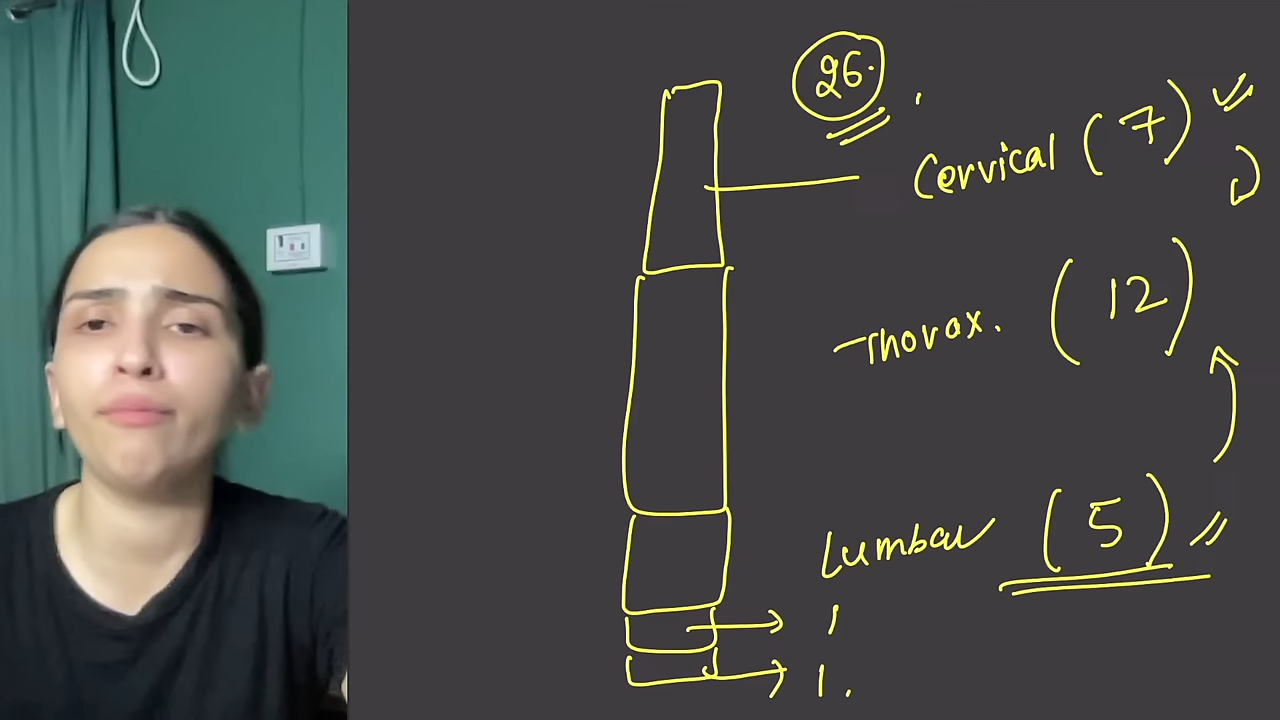 26.
Cervical (7)
Thorax. (12)
Lumbar (5)
1
1.